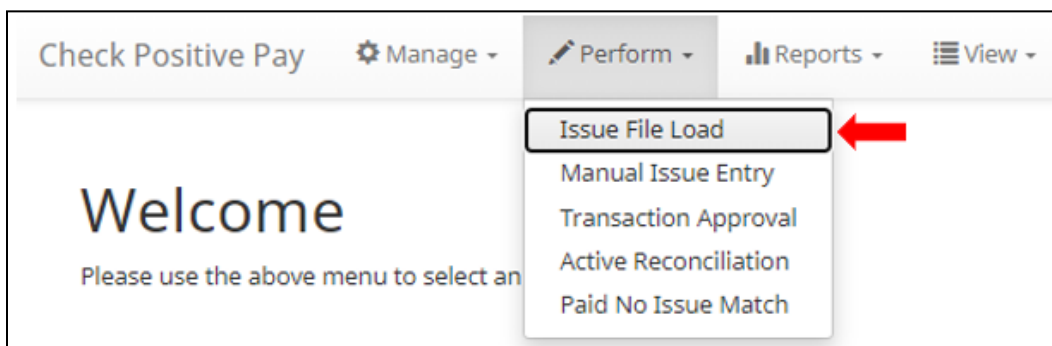 Check Positive Pay Manage Perform Reports View
Issue File Load
Manual Issue Entry
Transaction Approval
Active Reconciliation
Paid No Issue Match
Welcome
Please use the above menu to select an